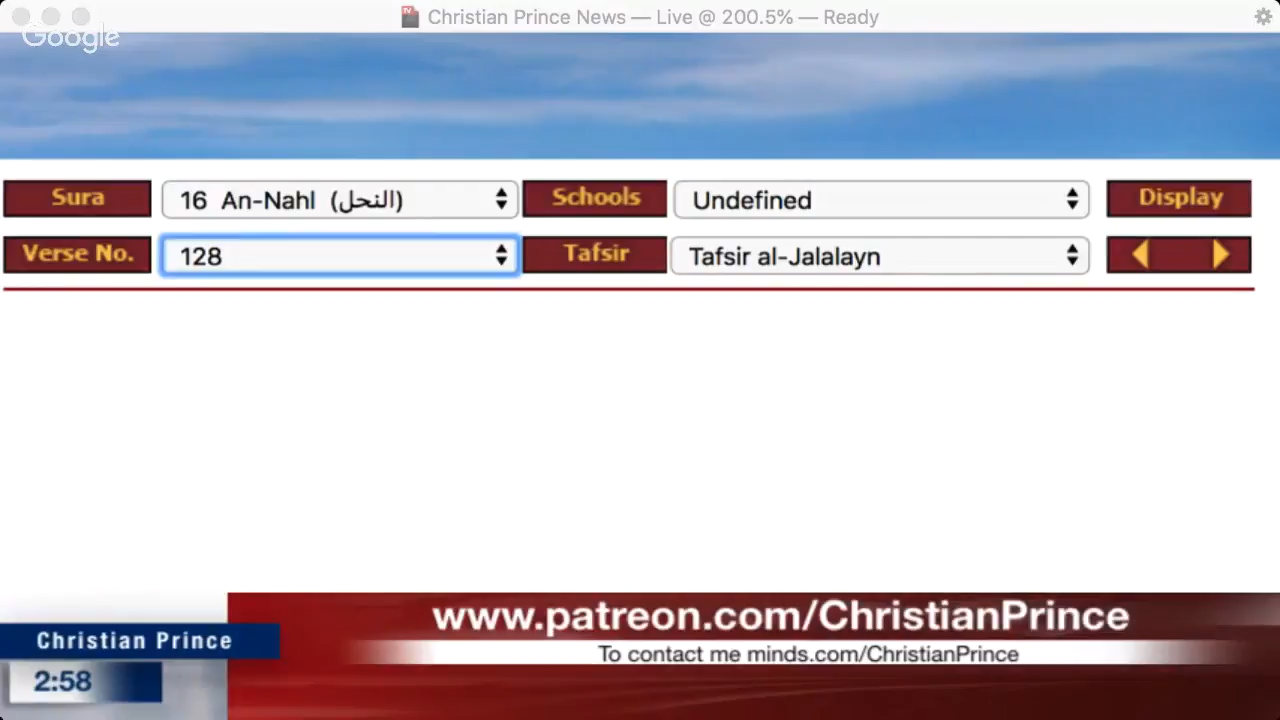 Christian Prince News — Live @ 200.5% — Ready
Google
Sura 16 An-Nahl (النحل) Schools Undefined Display
Verse No. 128 Tafsir Tafsir al-Jalalayn
www.patreon.com/ChristianPrince
To contact me minds.com/ChristianPrince
Christian Prince
2:58